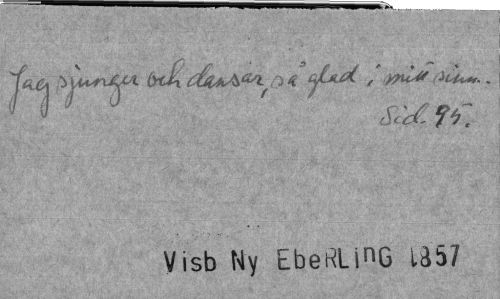 Jag sjunger och dansar, så glad i mitt sinn.
Sid. 95.
Visb Ny EbeRLinG 1857